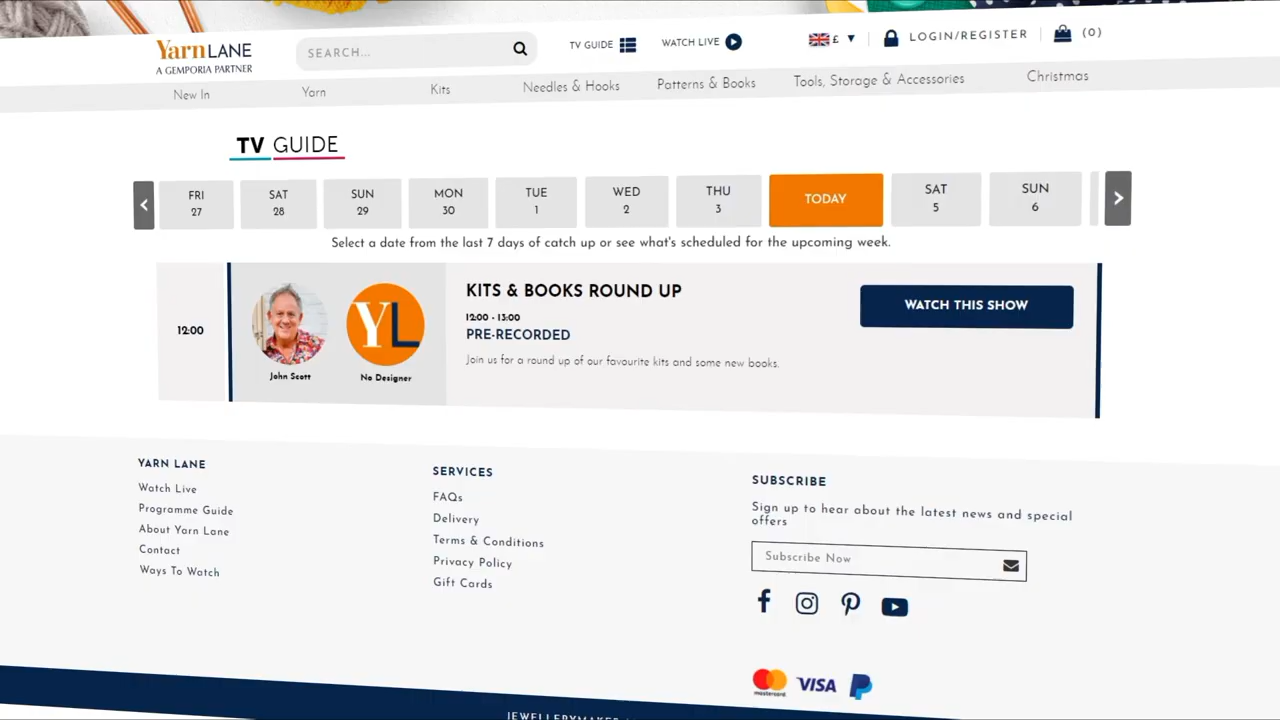 YarnLANE
A GEMPORIA PARTNER
SEARCH...
TV GUIDE
WATCH LIVE
£
LOGIN/REGISTER
(0)
New In
Yarn
Kits
Needles & Hooks
Patterns & Books
Tools, Storage & Accessories
Christmas
TV GUIDE
FRI
27
SAT
28
SUN
29
MON
30
TUE
1
WED
2
THU
3
TODAY
SAT
5
SUN
6
Select a date from the last 7 days of catch up or see what's scheduled for the upcoming week.
12:00
YL
John Scott
No Designer
KITS & BOOKS ROUND UP
12:00 - 13:00
PRE-RECORDED
Join us for a round up of our favourite kits and some new books.
WATCH THIS SHOW
YARN LANE
Watch Live
Programme Guide
About Yarn Lane
Contact
Ways To Watch
SERVICES
FAQs
Delivery
Terms & Conditions
Privacy Policy
Gift Cards
SUBSCRIBE
Sign up to hear about the latest news and special
offers
Subscribe Now
mastercard
VISA